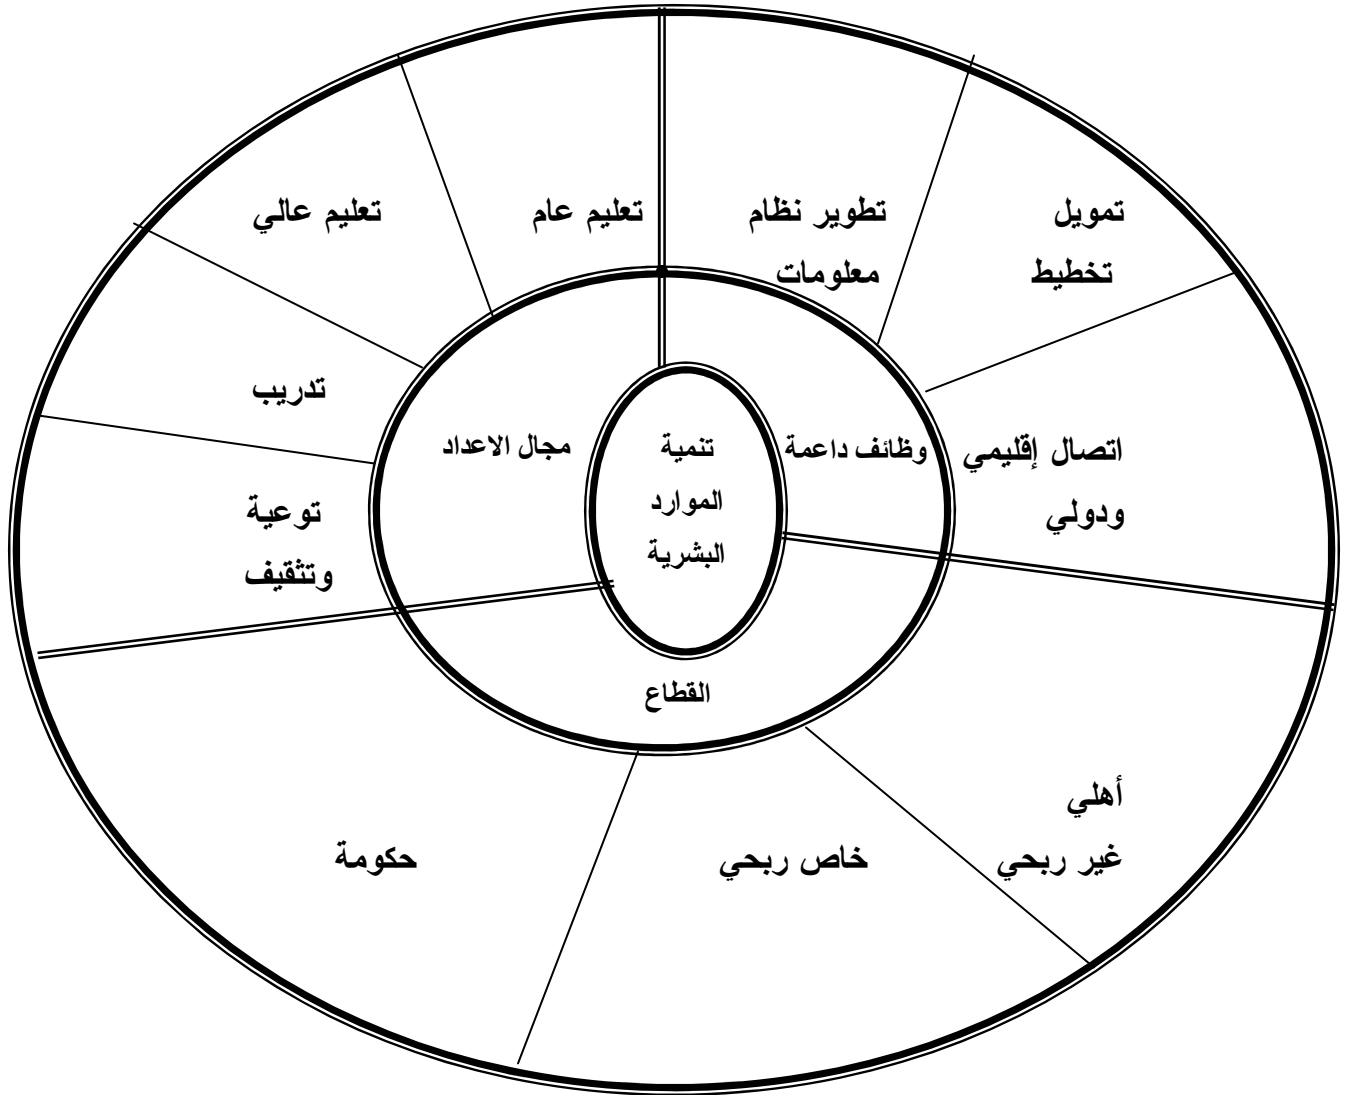 تمويل
تخطيط
تطوير نظام
معلومات
تعليم عام
تعليم عالي
تدريب
توعية
وتثقيف
اتصال إقليمي
ودولي
وظائف داعمة
تنمية
الموارد
البشرية
مجال الاعداد
القطاع
أهلي
غير ربحي
خاص ربحي
حكومة